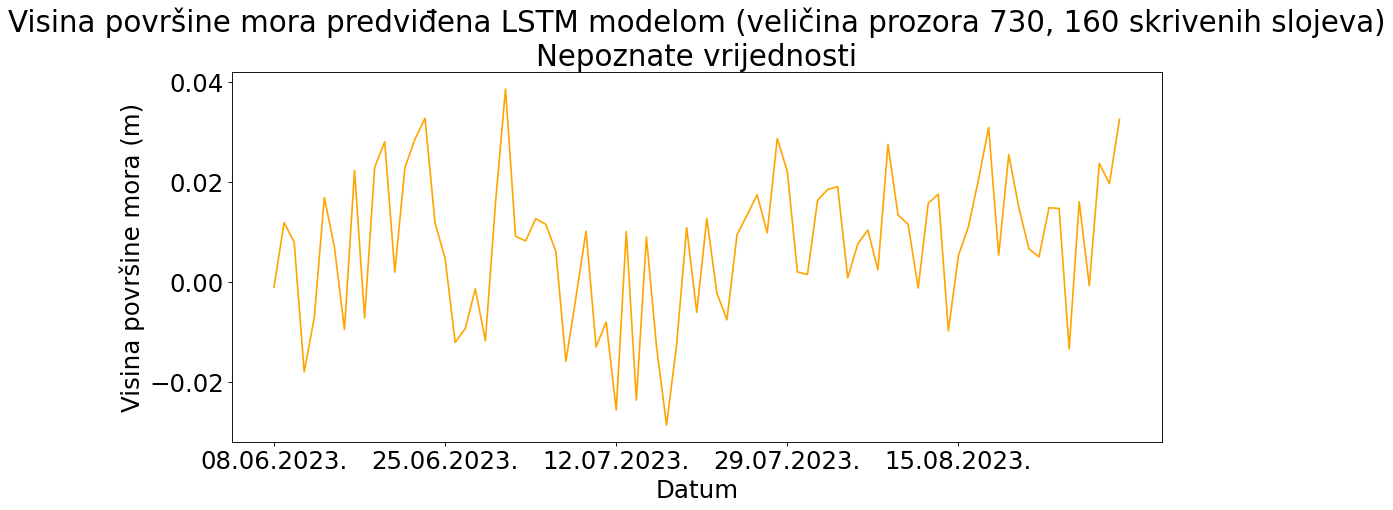 Visina površine mora predviđena LSTM modelom (veličina prozora 730, 160 skrivenih slojeva)
Nepoznate vrijednosti
Visina površine mora (m)
0.04
0.02
0.00
−0.02
08.06.2023.
25.06.2023.
12.07.2023.
29.07.2023.
15.08.2023.
Datum